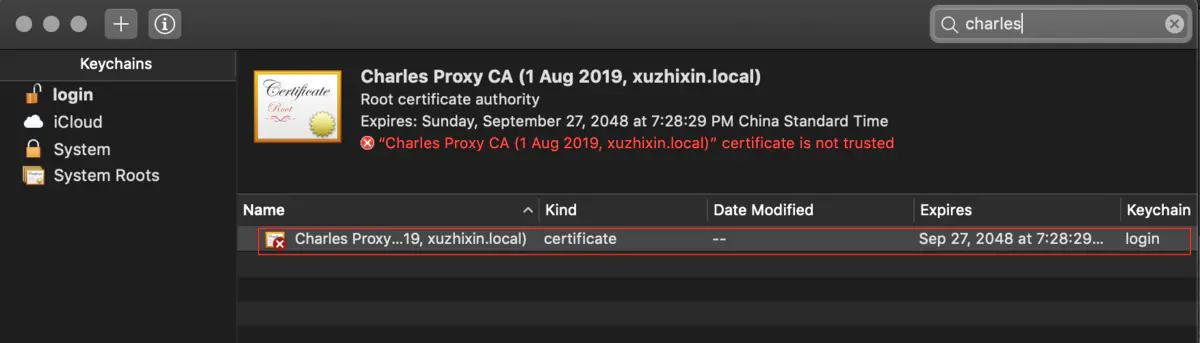 charles
Keychains
login
iCloud
System
System Roots
Certificate
Root
Charles Proxy CA (1 Aug 2019, xuzhixin.local)
Root certificate authority
Expires: Sunday, September 27, 2048 at 7:28:29 PM China Standard Time
“Charles Proxy CA (1 Aug 2019, xuzhixin.local)” certificate is not trusted
Name Kind Date Modified Expires Keychain
Charles Proxy...19, xuzhixin.local) certificate -- Sep 27, 2048 at 7:28:29... login